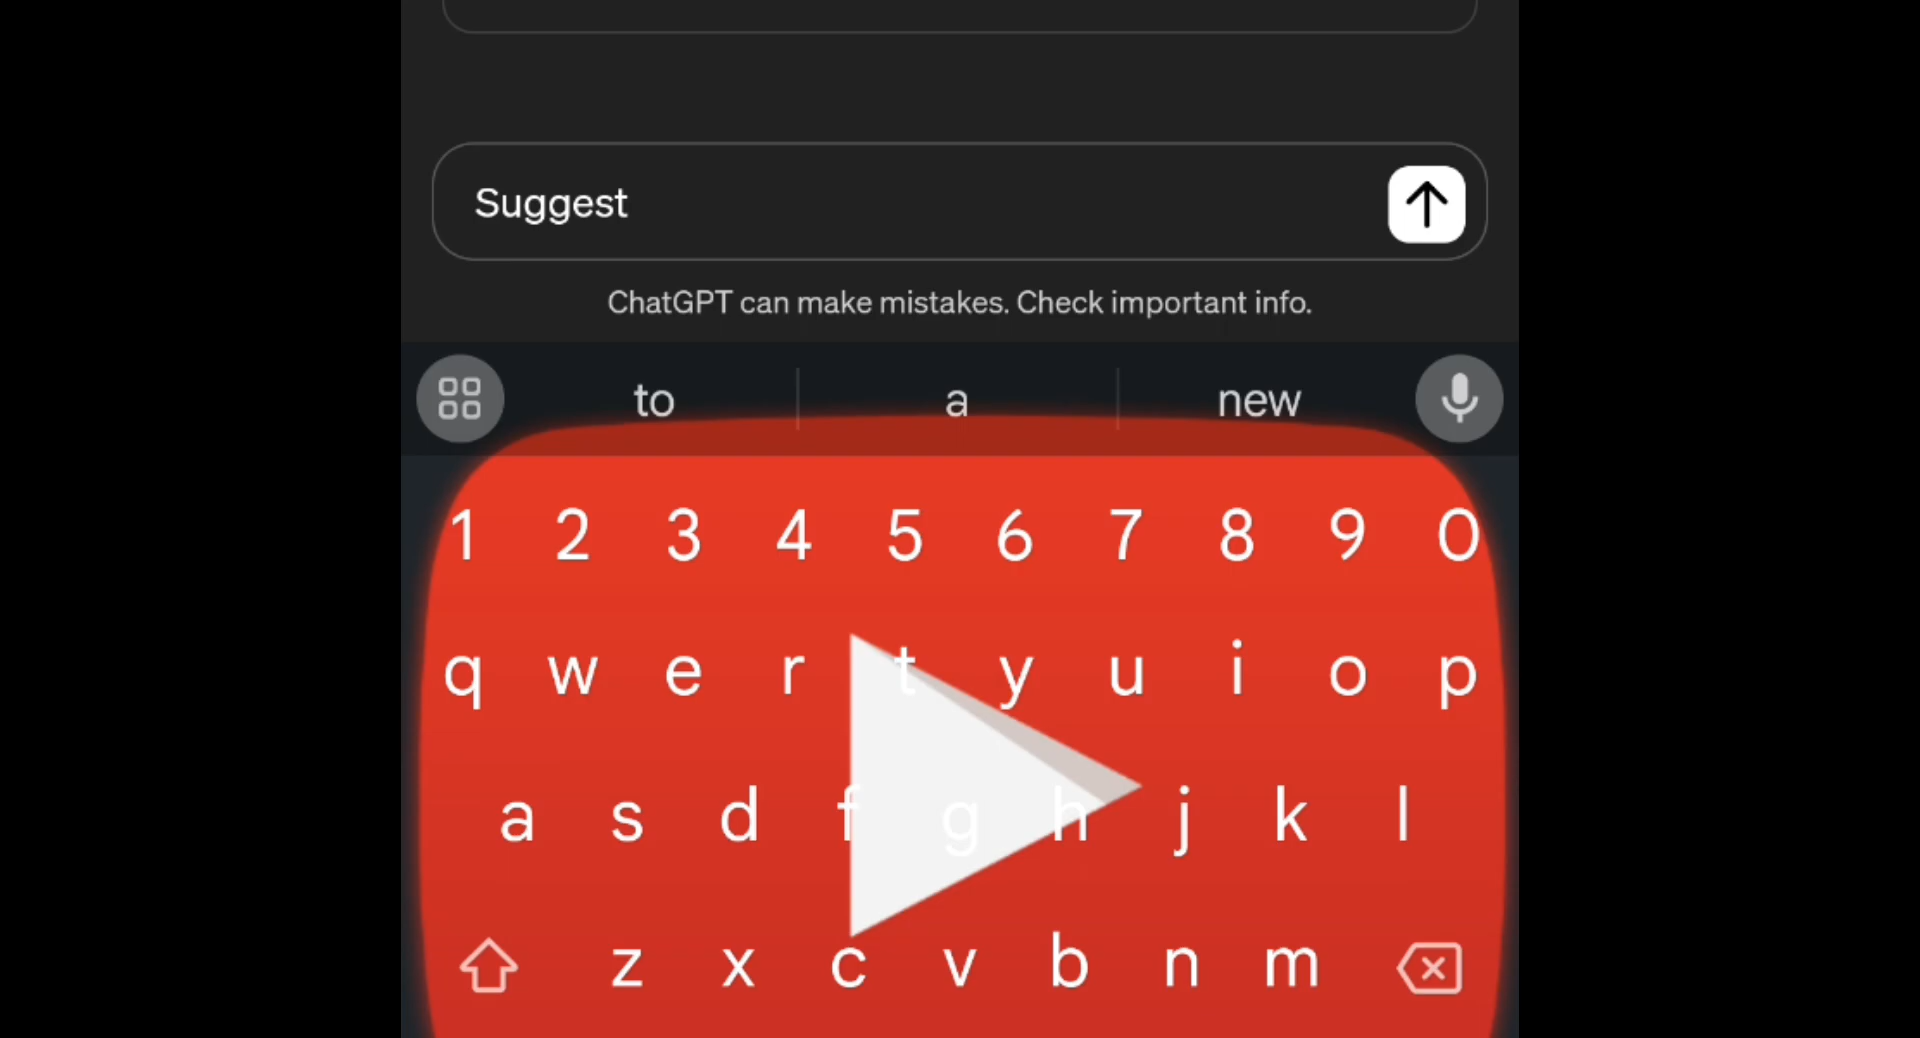 Suggest
ChatGPT can make mistakes. Check important info.
to a new
1 2 3 4 5 6 7 8 9 0
q w e r t y u i o p
a s d f g h j k l
z x c v b n m